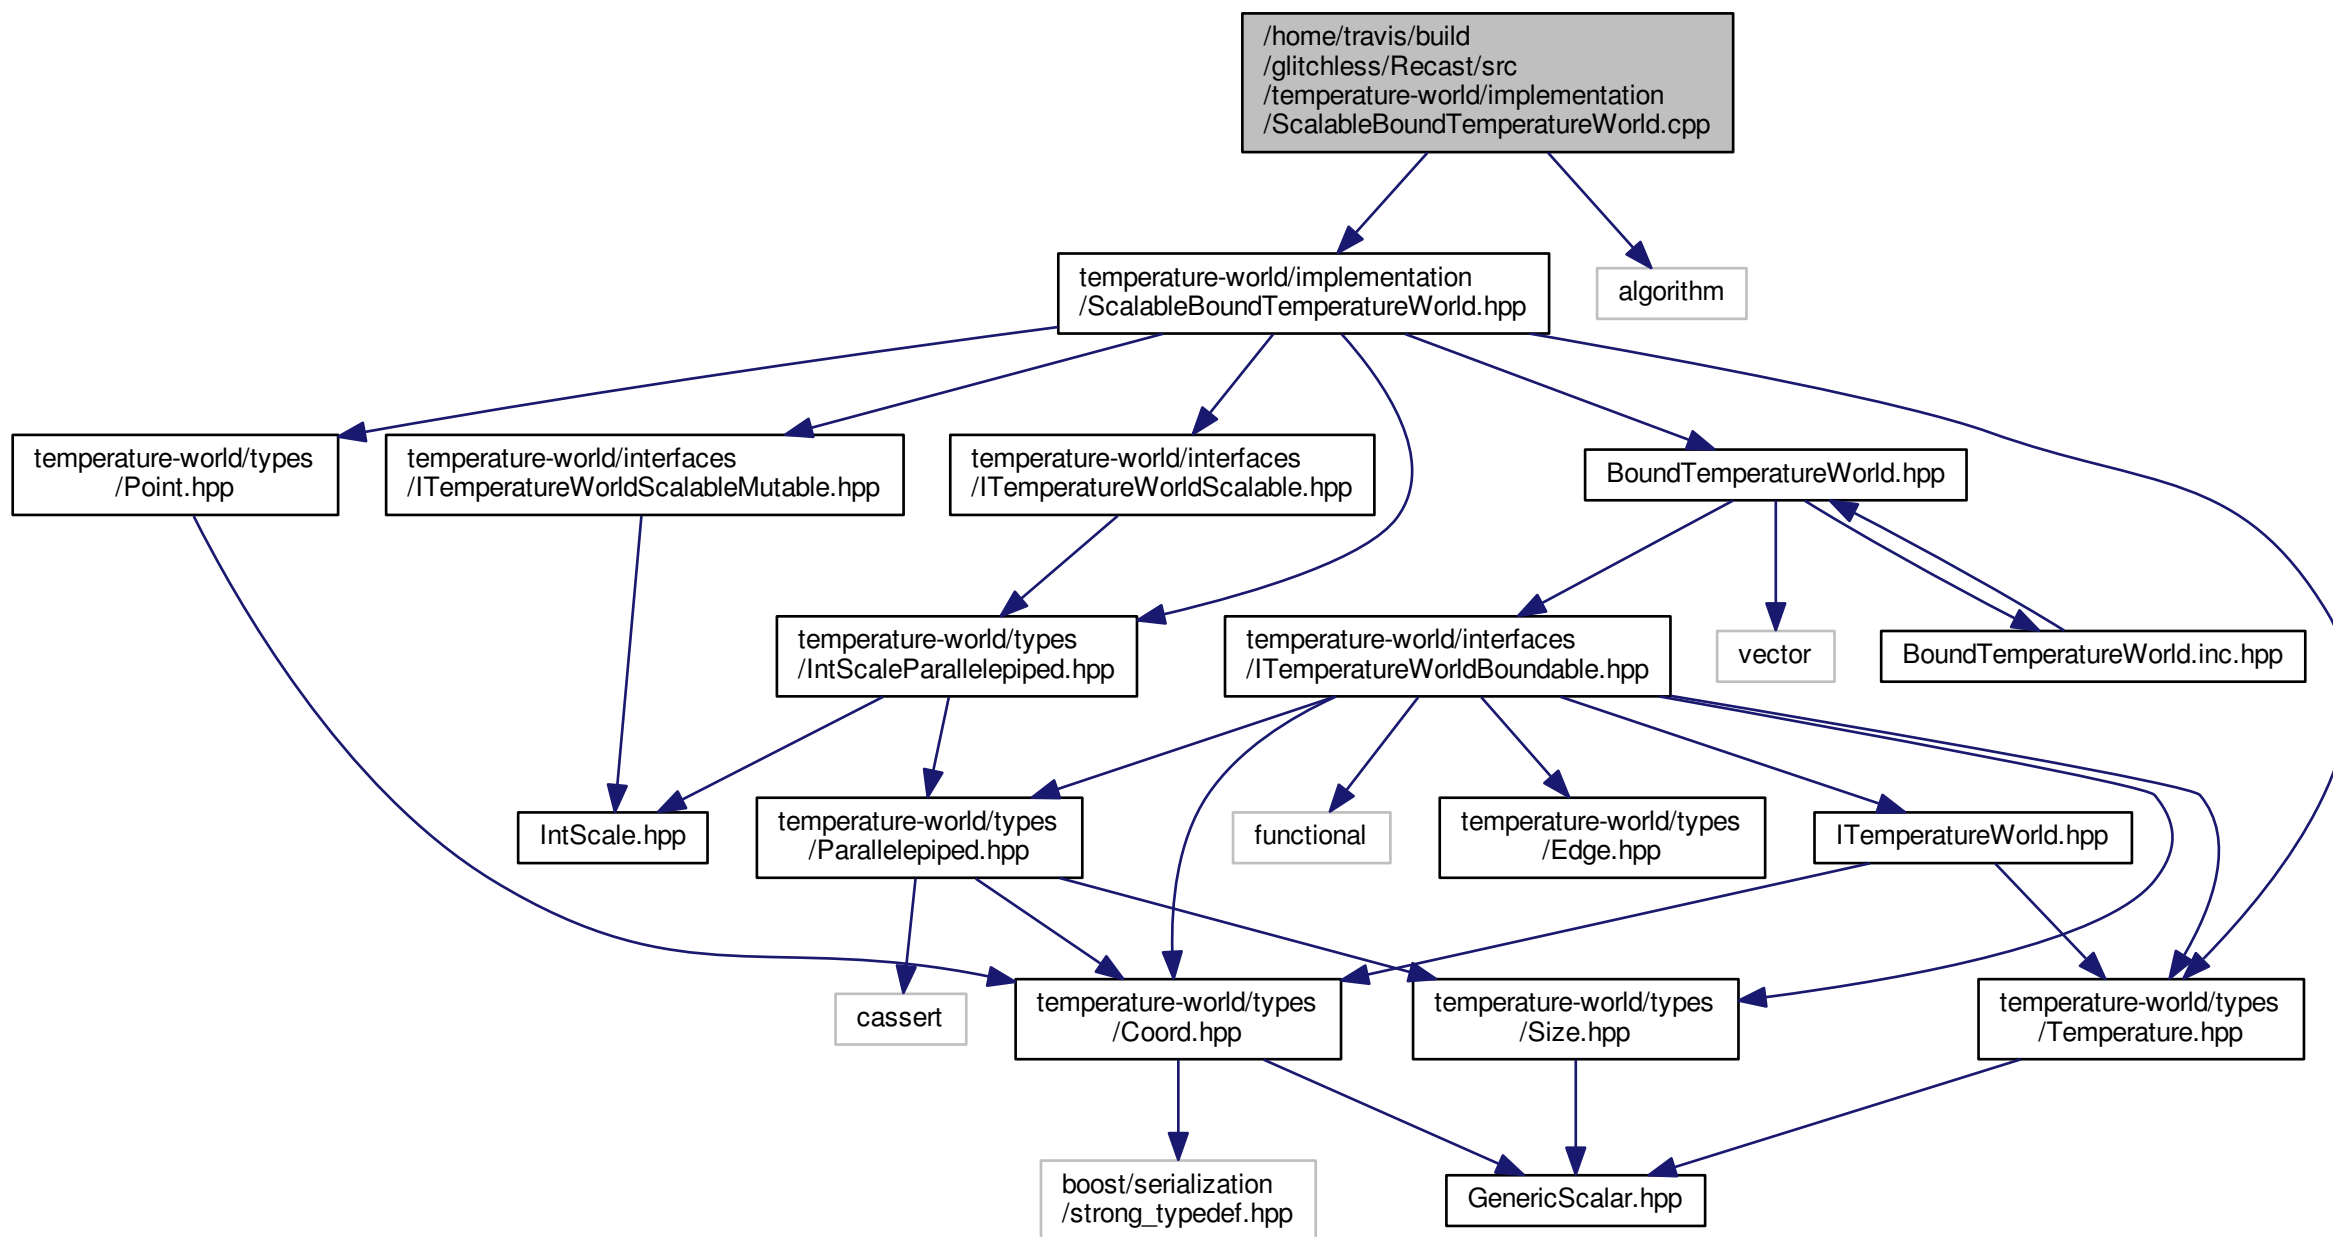 /home/travis/build
/glitchless/Recast/src
/temperature-world/implementation
/ScalableBoundTemperatureWorld.cpp
temperature-world/implementation
/ScalableBoundTemperatureWorld.hpp
algorithm
temperature-world/types
/Point.hpp
temperature-world/interfaces
/ITemperatureWorldScalableMutable.hpp
temperature-world/interfaces
/ITemperatureWorldScalable.hpp
BoundTemperatureWorld.hpp
temperature-world/types
/IntScaleParallelepiped.hpp
temperature-world/interfaces
/ITemperatureWorldBoundable.hpp
vector
BoundTemperatureWorld.inc.hpp
IntScale.hpp
temperature-world/types
/Parallelepiped.hpp
functional
temperature-world/types
/Edge.hpp
ITemperatureWorld.hpp
cassert
temperature-world/types
/Coord.hpp
temperature-world/types
/Size.hpp
temperature-world/types
/Temperature.hpp
boost/serialization
/strong_typedef.hpp
GenericScalar.hpp